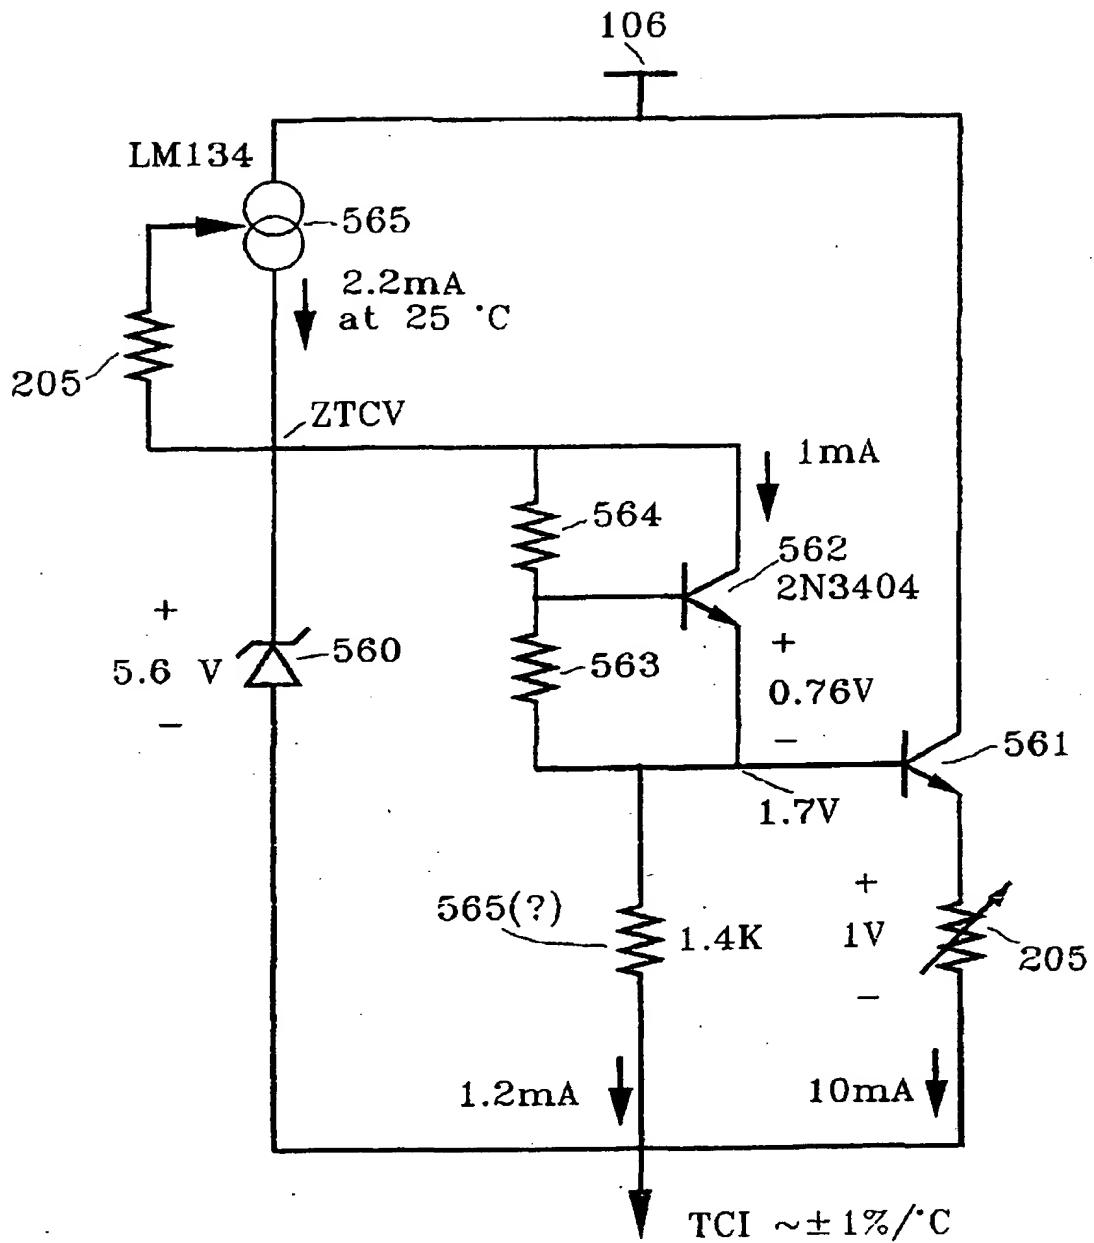 106
LM134
565
2.2mA
at 25 °C
205
ZTCV
1mA
564
562
2N3404
+
5.6 V
−
560
563
+
0.76V
−
561
1.7V
565(?)
1.4K
+
1V
−
205
1.2mA
10mA
TCI ~± 1%/°C